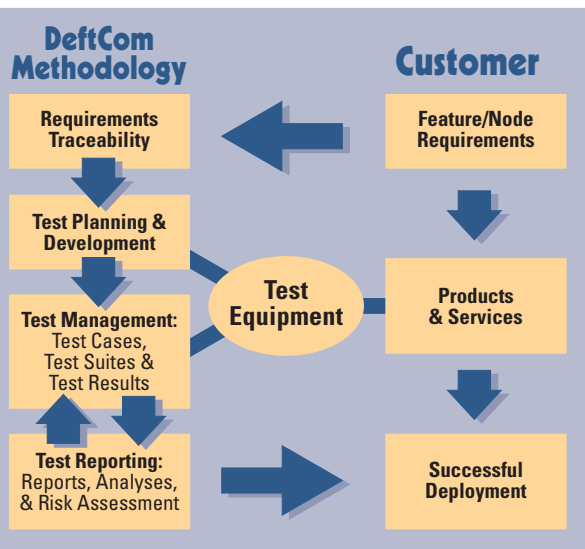 DeftCom
Methodology
Customer
Requirements
Traceability
Feature/Node
Requirements
Test Planning &
Development
Test
Equipment
Products
& Services
Test Management:
Test Cases,
Test Suites &
Test Results
Test Reporting:
Reports, Analyses,
& Risk Assessment
Successful
Deployment